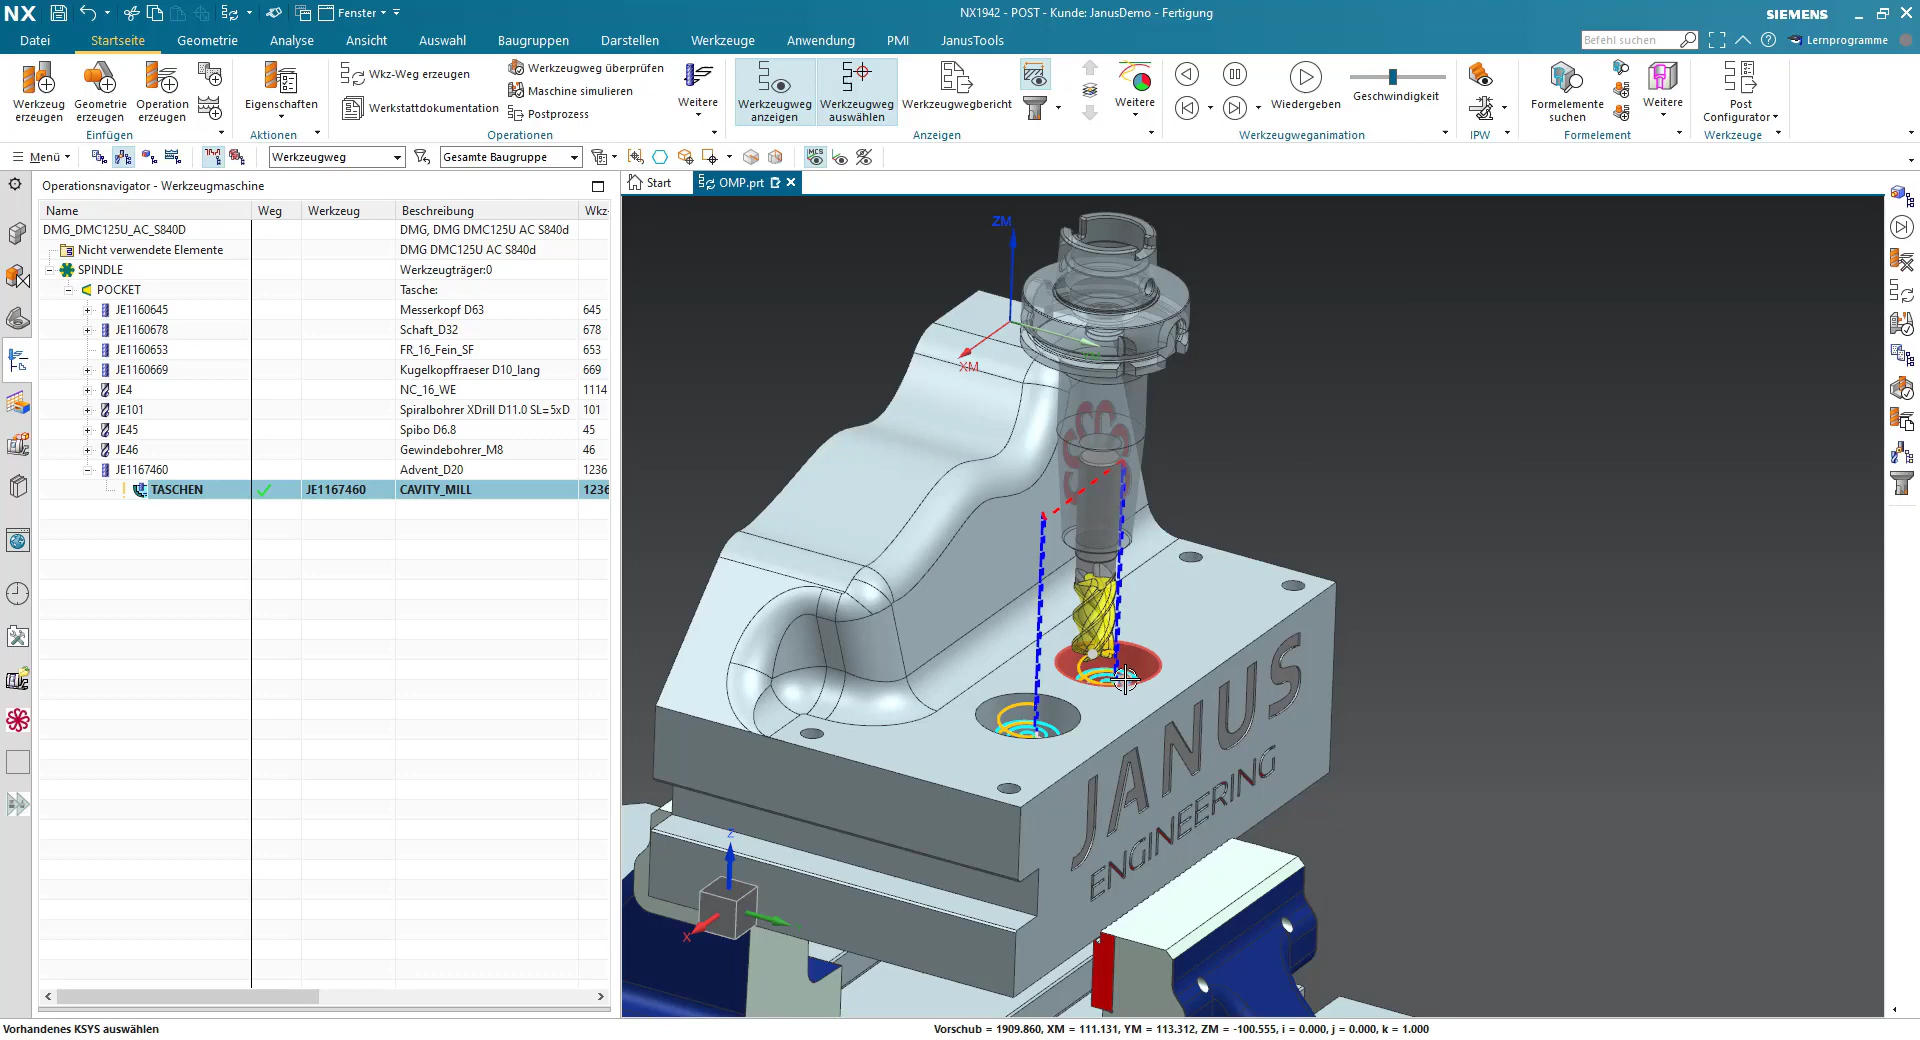 NX
Fenster
NX1942 - POST - Kunde: JanusDemo - Fertigung
SIEMENS
Datei
Startseite
Geometrie
Analyse
Ansicht
Auswahl
Baugruppen
Darstellen
Werkzeuge
Anwendung
PMI
JanusTools
Befehl suchen
Lernprogramme
Werkzeug erzeugen
Geometrie erzeugen
Operation erzeugen
Eigenschaften
Wkz-Weg erzeugen
Werkstattdokumentation
Werkzeugweg überprüfen
Maschine simulieren
Postprozess
Weitere
Werkzeugweg anzeigen
Werkzeugweg auswählen
Werkzeugwegbericht
Weitere
Wiedergeben
Geschwindigkeit
Formelemente suchen
Weitere
Post Configurator
Einfügen
Aktionen
Operationen
Anzeigen
Werkzeugweganimation
IPW
Formelement
Werkzeuge
Menü
Werkzeugweg
Gesamte Baugruppe
MCS
Operationsnavigator - Werkzeugmaschine
Start
OMP.prt
Name Weg Werkzeug Beschreibung Wkz-
DMG_DMC125U_AC_S840D DMG, DMG DMC125U AC S840d
Nicht verwendete Elemente DMG DMC125U AC S840d
SPINDLE Werkzeugträger:0
POCKET Tasche:
JE1160645 Messerkopf D63 645
JE1160678 Schaft_D32 678
JE1160653 FR_16_Fein_SF 653
JE1160669 Kugelkopffraeser D10_lang 669
JE4 NC_16_WE 1114
JE101 Spiralbohrer XDrill D11.0 SL=5xD 101
JE45 Spibo D6.8 45
JE46 Gewindebohrer_M8 46
JE1167460 Advent_D20 1236
TASCHEN JE1167460 CAVITY_MILL 1236
ZM
XM
YM
JANUS
ENGINEERING
Z
X
Vorhandenes KSYS auswählen
Vorschub = 1909.860, XM = 111.131, YM = 113.312, ZM = -100.555, i = 0.000, j = 0.000, k = 1.000